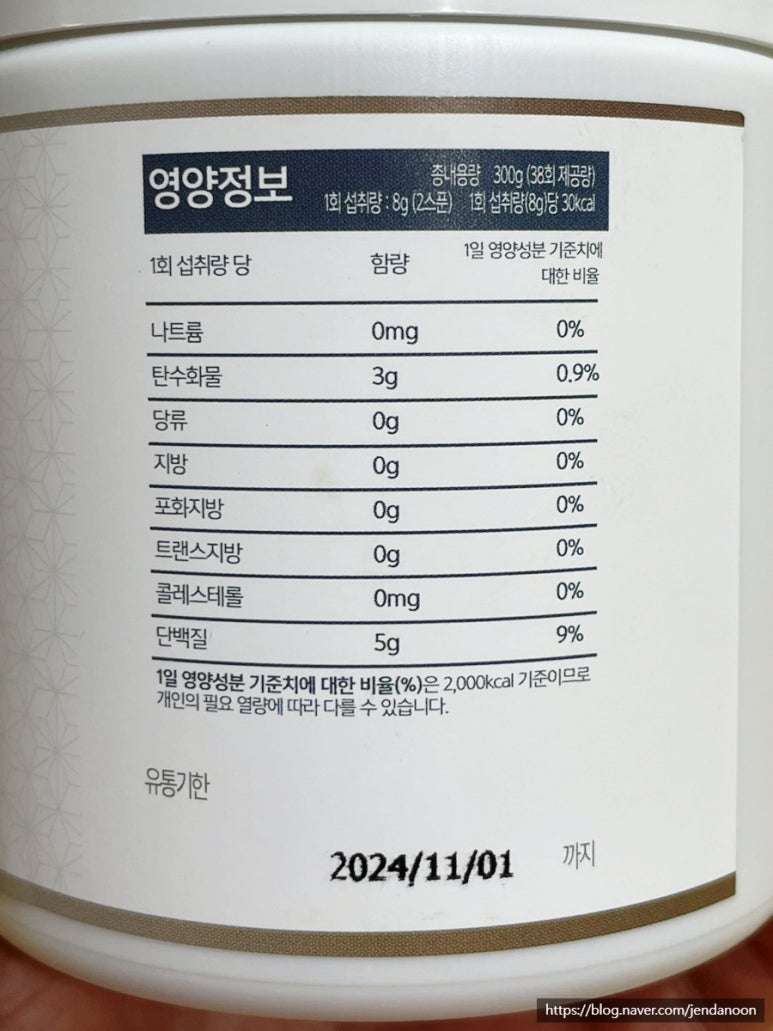 영양정보
총내용량 300g (38회 제공량)
1회 섭취량 : 8g (2스푼) 1회 섭취량(8g)당 30kcal
1회 섭취량 당 함량 1일 영양성분 기준치에
대한 비율
나트륨 0mg 0%
탄수화물 3g 0.9%
당류 0g 0%
지방 0g 0%
포화지방 0g 0%
트랜스지방 0g 0%
콜레스테롤 0mg 0%
단백질 5g 9%
1일 영양성분 기준치에 대한 비율(%)은 2,000kcal 기준이므로
개인의 필요 열량에 따라 다를 수 있습니다.
유통기한
2024/11/01 까지
https://blog.naver.com/jendanoon